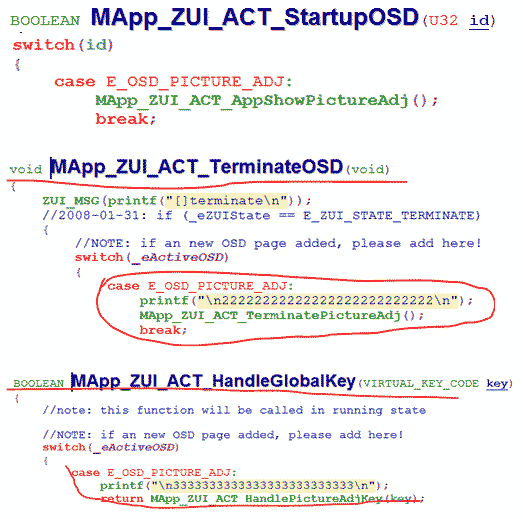 BOOLEAN MApp_ZUI_ACT_StartupOSD(U32 id)
switch(id)
{
case E_OSD_PICTURE_ADJ:
MApp_ZUI_ACT_AppShowPictureAdj();
break;
void MApp_ZUI_ACT_TerminateOSD(void)
{
ZUI_MSG(printf("[]terminate\n"));
//2008-01-31: if (_eZUIState == E_ZUI_STATE_TERMINATE)
{
//NOTE: if an new OSD page added, please add here!
switch(_eActiveOSD)
{
case E_OSD_PICTURE_ADJ:
printf("\n2222222222222222222222222222\n");
MApp_ZUI_ACT_TerminatePictureAdj();
break;
BOOLEAN MApp_ZUI_ACT_HandleGlobalKey(VIRTUAL_KEY_CODE key)
{
//note: this function will be called in running state
//NOTE: if an new OSD page added, please add here!
switch(_eActiveOSD)
{
case E_OSD_PICTURE_ADJ:
printf("\n333333333333333333333333333\n");
return MApp_ZUI_ACT_HandlePictureAdjKey(key);